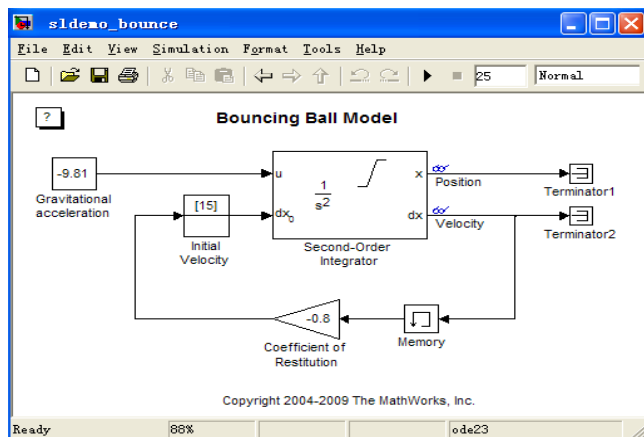 sldemo_bounce
File Edit View Simulation Format Tools Help
25 Normal
? Bouncing Ball Model
-9.81
Gravitational
acceleration
[15]
Initial
Velocity
u
dx0
1
s2
x
dx
Second-Order
Integrator
Position
Velocity
Terminator1
Terminator2
-0.8
Coefficient of
Restitution
Memory
Copyright 2004-2009 The MathWorks, Inc.
Ready 88% ode23